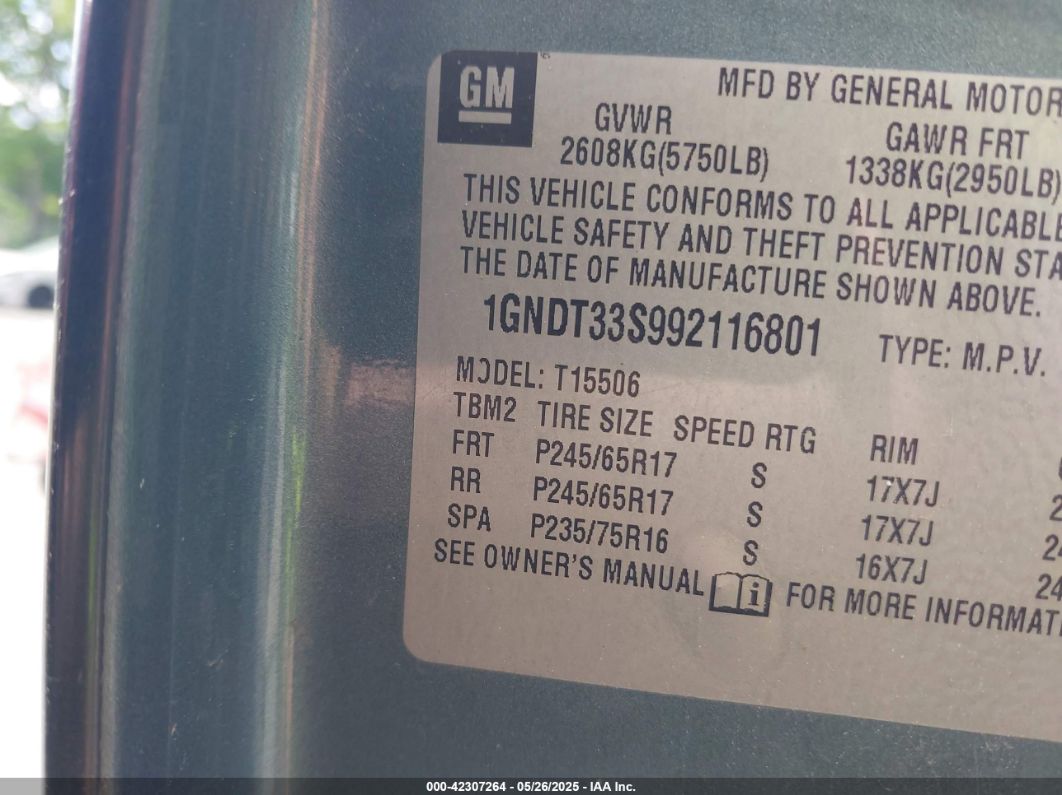 GM
MFD BY GENERAL MOTOR
GVWR GAWR FRT
2608KG(5750LB) 1338KG(2950LB)
THIS VEHICLE CONFORMS TO ALL APPLICABLE
VEHICLE SAFETY AND THEFT PREVENTION STA
THE DATE OF MANUFACTURE SHOWN ABOVE.
1GNDT33S992116801 TYPE: M.P.V.
MODEL: T15506
TBM2 TIRE SIZE SPEED RTG RIM
FRT P245/65R17 S 17X7J
RR P245/65R17 S 17X7J
SPA P235/75R16 S 16X7J
SEE OWNER'S MANUAL i FOR MORE INFORMATI
000-42307264 - 05/26/2025 - IAA Inc.